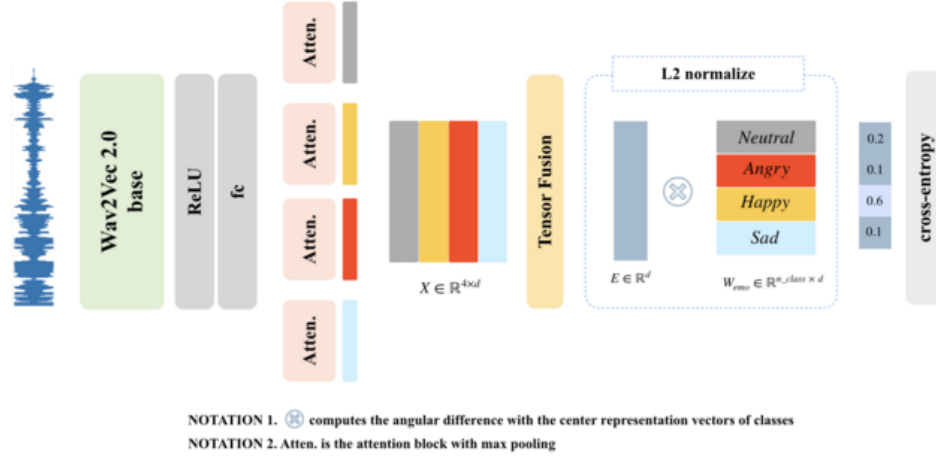 Wav2Vec 2.0
base
ReLU
fc
Atten.
Atten.
Atten.
Atten.
X ∈ ℝ^{4×d}
Tensor Fusion
L2 normalize
E ∈ ℝ^d
Neutral
Angry
Happy
Sad
W_{emo} ∈ ℝ^{n_class × d}
0.2
0.1
0.6
0.1
cross-entropy
NOTATION 1. ⊗ computes the angular difference with the center representation vectors of classes
NOTATION 2. Atten. is the attention block with max pooling